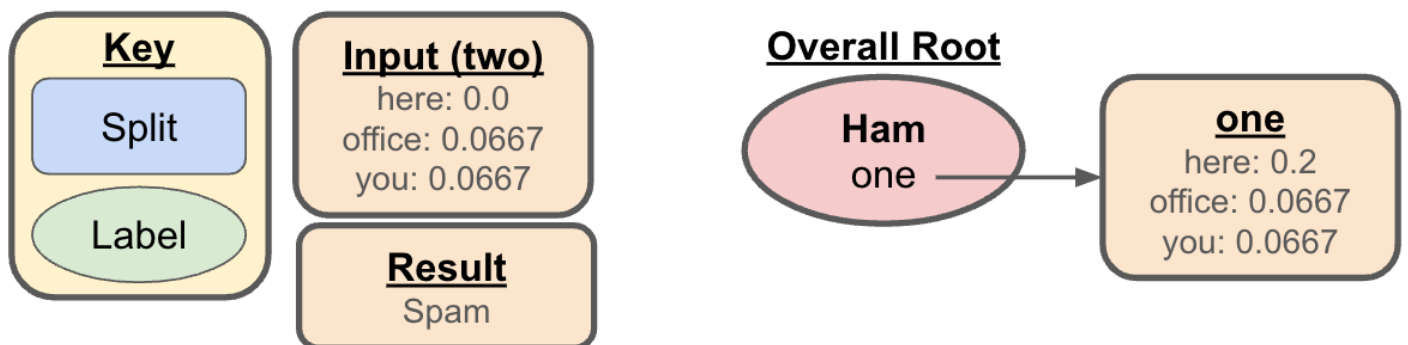 Key
Split
Label
Input (two)
here: 0.0
office: 0.0667
you: 0.0667
Result
Spam
Overall Root
Ham
one
one
here: 0.2
office: 0.0667
you: 0.0667